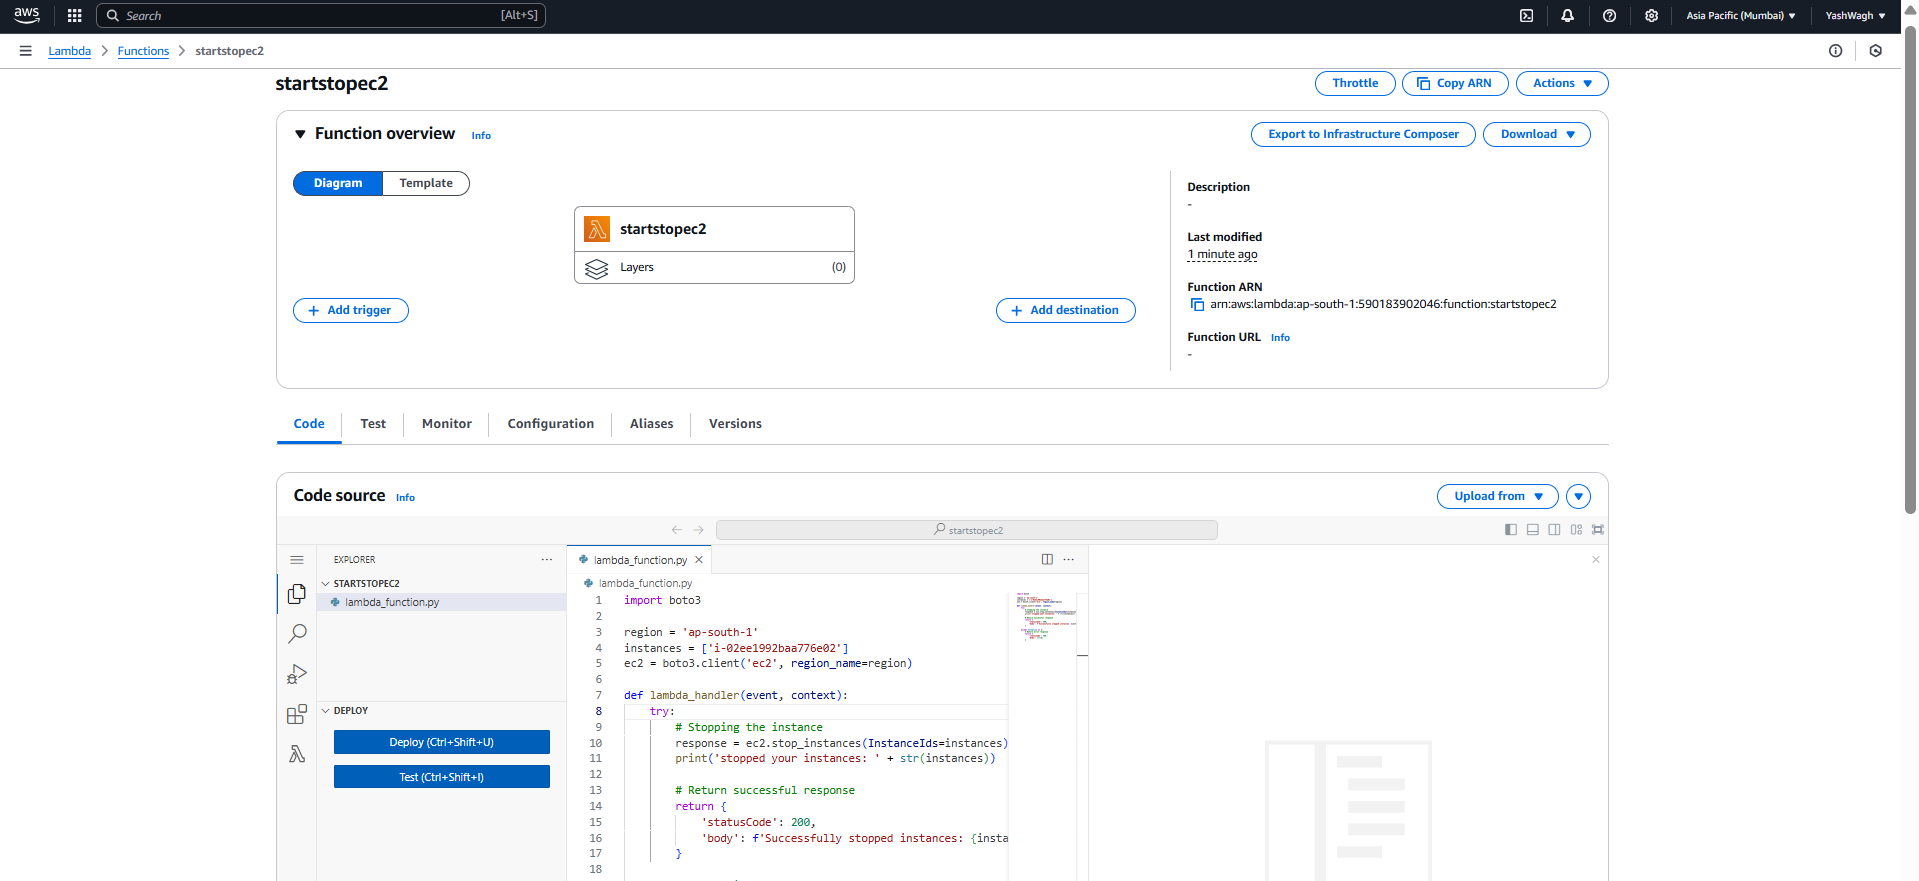 aws Search [Alt+S] Asia Pacific (Mumbai) YashWagh
Lambda Functions startstopec2
startstopec2 Throttle Copy ARN Actions
Function overview Info Export to Infrastructure Composer Download
Diagram Template
startstopec2
Layers (0)
+ Add trigger + Add destination
Description
-
Last modified
1 minute ago
Function ARN
arn:aws:lambda:ap-south-1:590183902046:function:startstopec2
Function URL Info
-
Code Test Monitor Configuration Aliases Versions
Code source Info Upload from
startstopec2
EXPLORER ...
STARTSTOPEC2
lambda_function.py
DEPLOY
Deploy (Ctrl+Shift+U)
Test (Ctrl+Shift+I)
lambda_function.py ...
lambda_function.py
1 import boto3
2
3 region = 'ap-south-1'
4 instances = ['i-02ee1992baa776e02']
5 ec2 = boto3.client('ec2', region_name=region)
6
7 def lambda_handler(event, context):
8 try:
9 # Stopping the instance
10 response = ec2.stop_instances(InstanceIds=instances)
11 print('stopped your instances: ' + str(instances))
12
13 # Return successful response
14 return {
15 'statusCode': 200,
16 'body': f'Successfully stopped instances: {insta
17 }
18